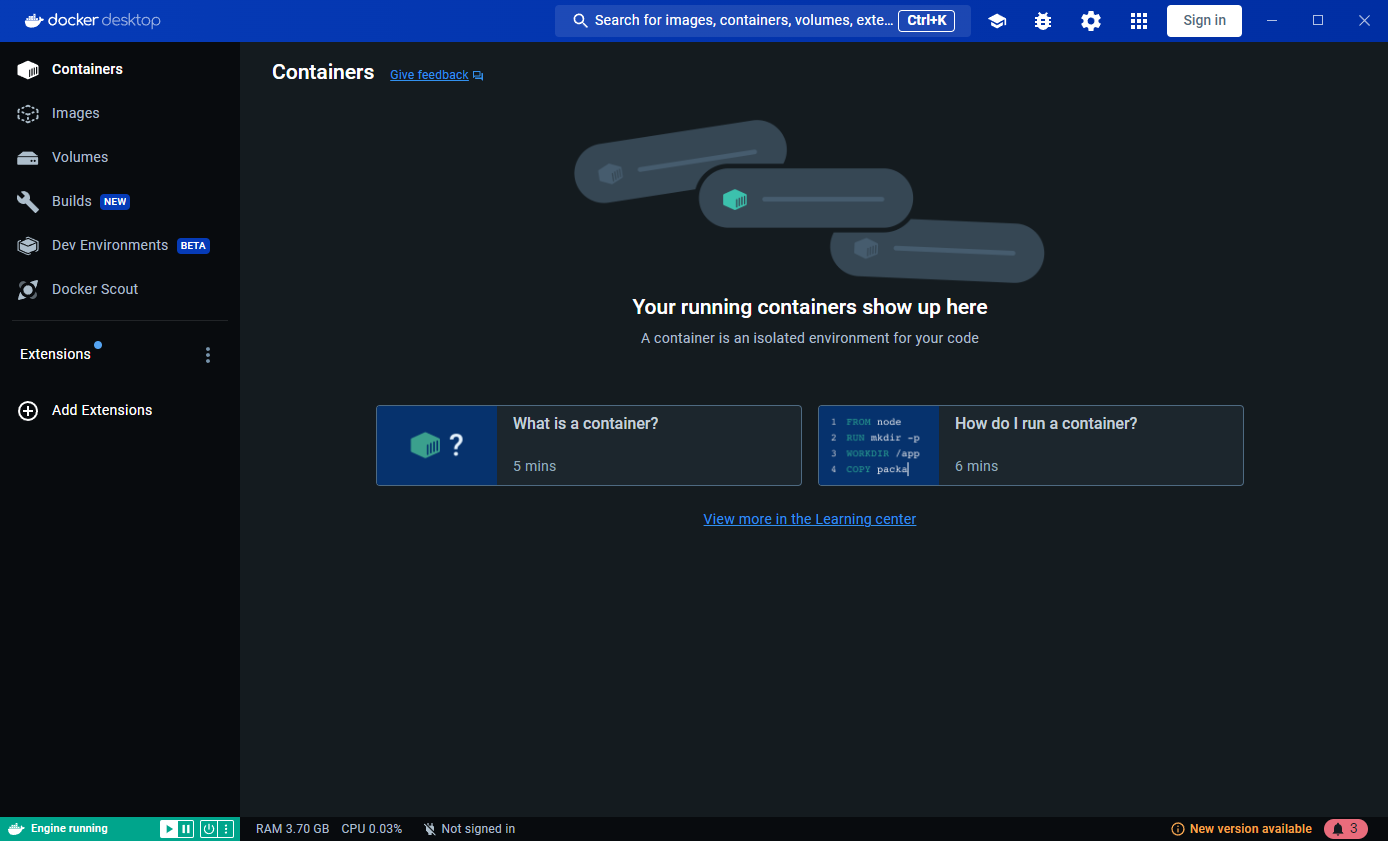 docker desktop
Search for images, containers, volumes, exte... Ctrl+K
Sign in
Containers
Images
Volumes
Builds NEW
Dev Environments BETA
Docker Scout
Extensions
Add Extensions
Containers Give feedback
Your running containers show up here
A container is an isolated environment for your code
?
What is a container?
5 mins
1 FROM node
2 RUN mkdir -p
3 WORKDIR /app
4 COPY packa
How do I run a container?
6 mins
View more in the Learning center
Engine running
RAM 3.70 GB CPU 0.03% Not signed in
New version available 3